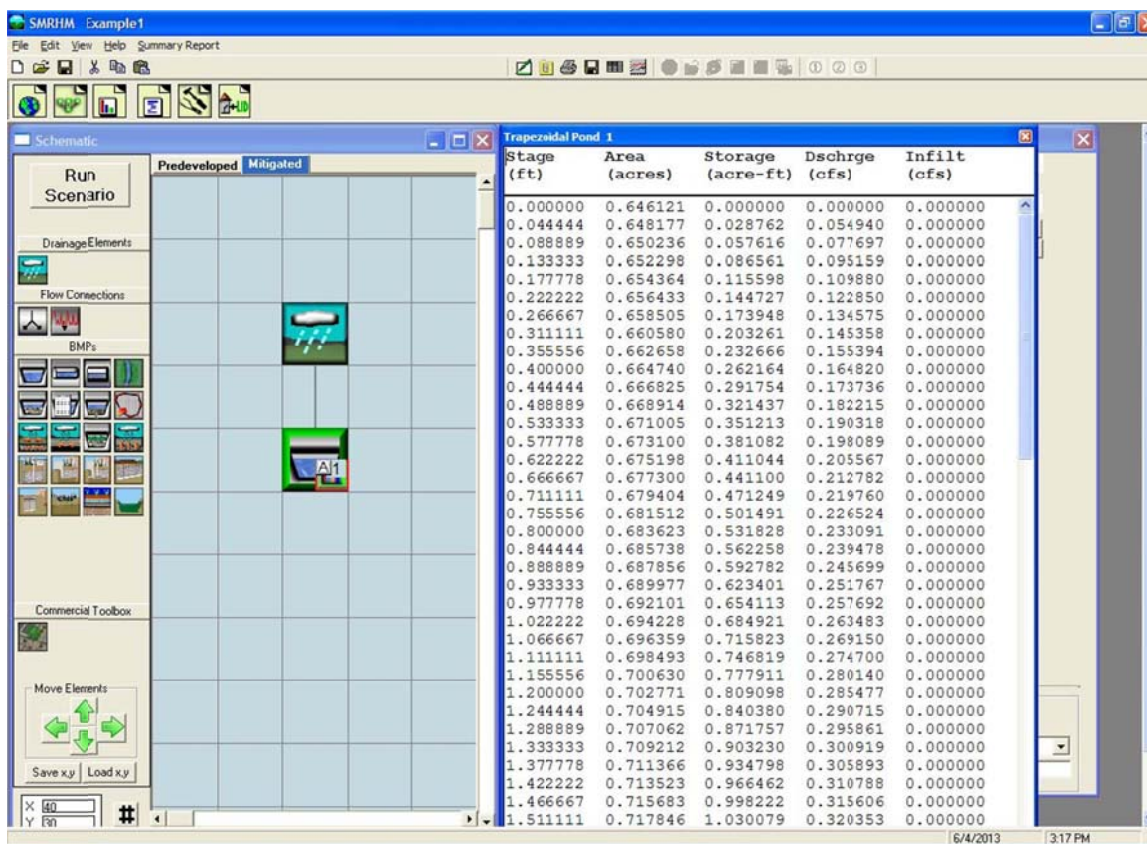 SMRHM Example1
File Edit View Help Summary Report
Schematic
Run
Scenario
Drainage Elements
Flow Connections
BMPs
Commercial Toolbox
Move Elements
Save x,y Load x,y
X 40
Y 30
#
Predeveloped Mitigated
A 1
Trapezoidal Pond 1
Stage Area Storage Dschrge Infilt
(ft) (acres) (acre-ft) (cfs) (cfs)
0.000000 0.646121 0.000000 0.000000 0.000000
0.044444 0.648177 0.028762 0.054940 0.000000
0.088889 0.650236 0.057616 0.077697 0.000000
0.133333 0.652298 0.086561 0.095159 0.000000
0.177778 0.654364 0.115598 0.109880 0.000000
0.222222 0.656433 0.144727 0.122850 0.000000
0.266667 0.658505 0.173948 0.134575 0.000000
0.311111 0.660580 0.203261 0.145358 0.000000
0.355556 0.662658 0.232666 0.155394 0.000000
0.400000 0.664740 0.262164 0.164820 0.000000
0.444444 0.666825 0.291754 0.173736 0.000000
0.488889 0.668914 0.321437 0.182215 0.000000
0.533333 0.671005 0.351213 0.190318 0.000000
0.577778 0.673100 0.381082 0.198089 0.000000
0.622222 0.675198 0.411044 0.205567 0.000000
0.666667 0.677300 0.441100 0.212782 0.000000
0.711111 0.679404 0.471249 0.219760 0.000000
0.755556 0.681512 0.501491 0.226524 0.000000
0.800000 0.683623 0.531828 0.233091 0.000000
0.844444 0.685738 0.562258 0.239478 0.000000
0.888889 0.687856 0.592782 0.245699 0.000000
0.933333 0.689977 0.623401 0.251767 0.000000
0.977778 0.692101 0.654113 0.257692 0.000000
1.022222 0.694228 0.684921 0.263483 0.000000
1.066667 0.696359 0.715823 0.269150 0.000000
1.111111 0.698493 0.746819 0.274700 0.000000
1.155556 0.700630 0.777911 0.280140 0.000000
1.200000 0.702771 0.809098 0.285477 0.000000
1.244444 0.704915 0.840380 0.290715 0.000000
1.288889 0.707062 0.871757 0.295861 0.000000
1.333333 0.709212 0.903230 0.300919 0.000000
1.377778 0.711366 0.934798 0.305893 0.000000
1.422222 0.713523 0.966462 0.310788 0.000000
1.466667 0.715683 0.998222 0.315606 0.000000
1.511111 0.717846 1.030079 0.320353 0.000000
6/4/2013 3:17 PM